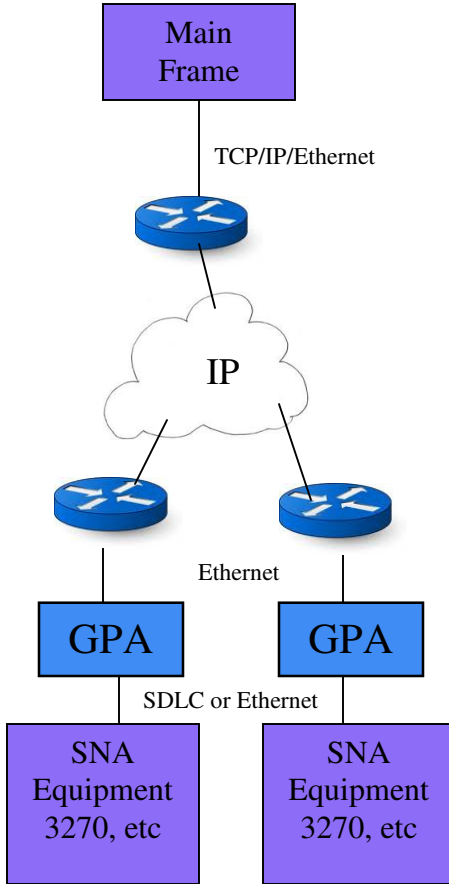 Main
Frame
TCP/IP/Ethernet
IP
Ethernet
GPA
GPA
SDLC or Ethernet
SNA
Equipment
3270, etc
SNA
Equipment
3270, etc